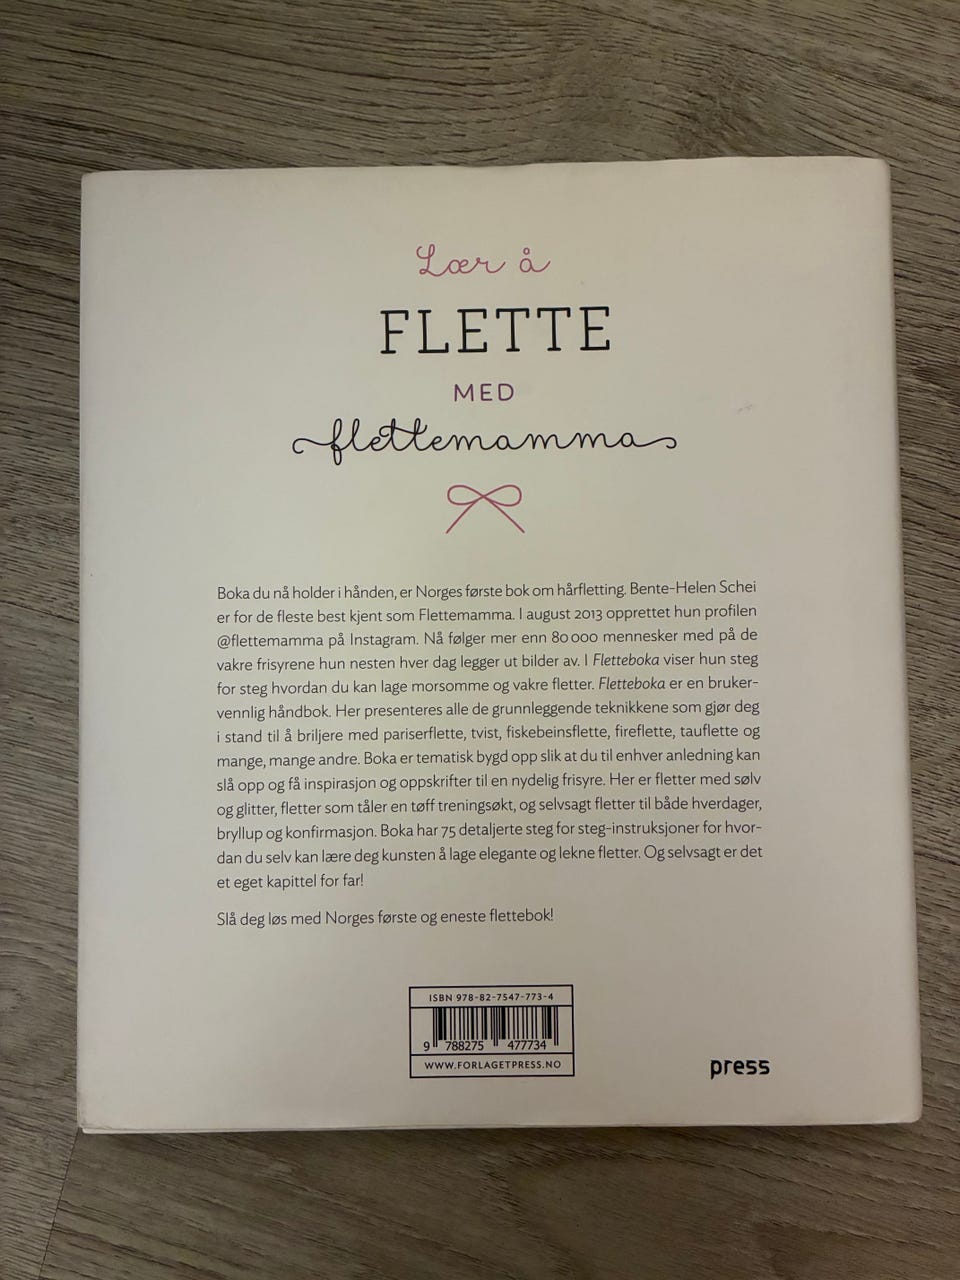 Lær å
FLETTE
MED
flettemamma
Boka du nå holder i hånden, er Norges første bok om hårfletting. Bente-Helen Schei
er for de fleste best kjent som Flettemamma. I august 2013 opprettet hun profilen
@flettemamma på Instagram. Nå følger mer enn 80 000 mennesker med på de
vakre frisyrene hun nesten hver dag legger ut bilder av. I Fletteboka viser hun steg
for steg hvordan du kan lage morsomme og vakre fletter. Fletteboka er en bruker-
vennlig håndbok. Her presenteres alle de grunnleggende teknikkene som gjør deg
i stand til å briljere med pariserflette, tvist, fiskebeinsflette, fireflette, tauflette og
mange, mange andre. Boka er tematisk bygd opp slik at du til enhver anledning kan
slå opp og få inspirasjon og oppskrifter til en nydelig frisyre. Her er fletter med sølv
og glitter, fletter som tåler en tøff treningsøkt, og selvsagt fletter til både hverdager,
bryllup og konfirmasjon. Boka har 75 detaljerte steg for steg-instruksjoner for hvor-
dan du selv kan lære deg kunsten å lage elegante og lekne fletter. Og selvsagt er det
et eget kapittel for far!
Slå deg løs med Norges første og eneste flettebok!
ISBN 978-82-7547-773-4
9 788275 477734
WWW.FORLAGETPRESS.NO
press